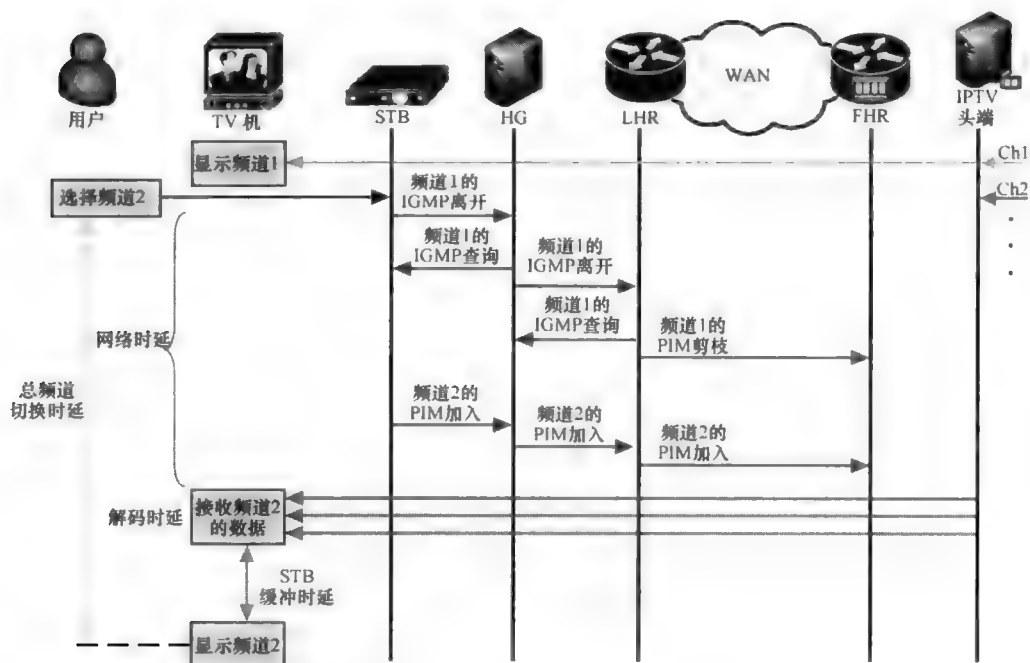 用户
TV 机
STB
HG
LHR
WAN
FHR
IPTV
头端
显示频道1
Ch1
选择频道2
频道1的
IGMP离开
Ch2
频道1的
IGMP查询
频道1的
IGMP离开
频道1的
IGMP查询
频道1的
PIM剪枝
网络时延
总频道
切换时延
频道2的
PIM加入
频道2的
PIM加入
频道2的
PIM加入
解码时延
接收频道2
的数据
STB
缓冲时延
显示频道2